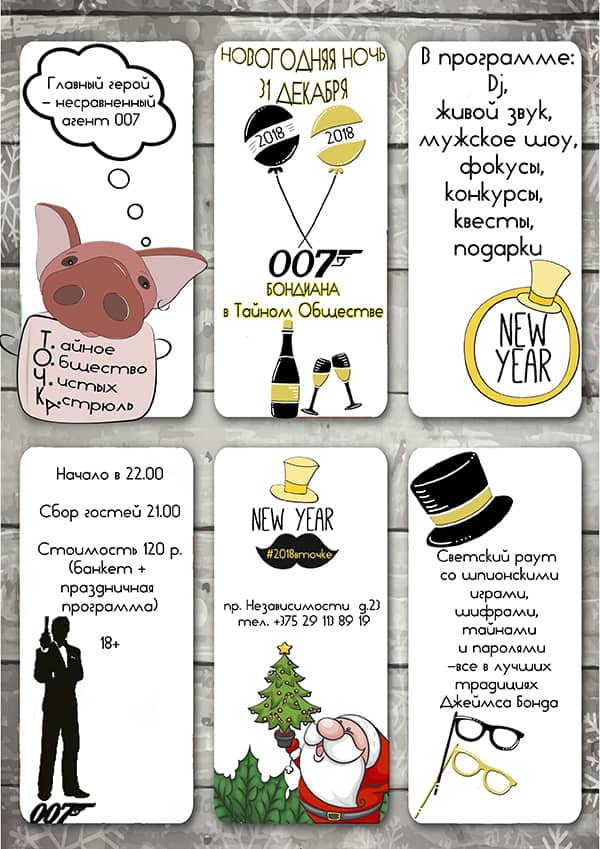 Главный герой
– несравненный
агент 007
Т.айное
О.бщество
Ч.истых
К.А.стрюль
НОВОГОДНЯЯ НОЧЬ
31 ДЕКАБРЯ
2018
2018
007
БОНДИАНА
в Тайном Обществе
В программе:
Dj,
живой звук,
мужское шоу,
фокусы,
конкурсы,
квесты,
подарки
NEW
YEAR
Начало в 22.00
Сбор гостей 21.00
Стоимость 120 р.
(банкет +
праздничная
программа)
18+
007
NEW YEAR
#2018вточке
пр. Независимости д.23
тел. +375 29 113 89 19
Светский раут
со шпионскими
играми,
шифрами,
тайнами
и паролями
–все в лучших
традициях
Джеймса Бонда